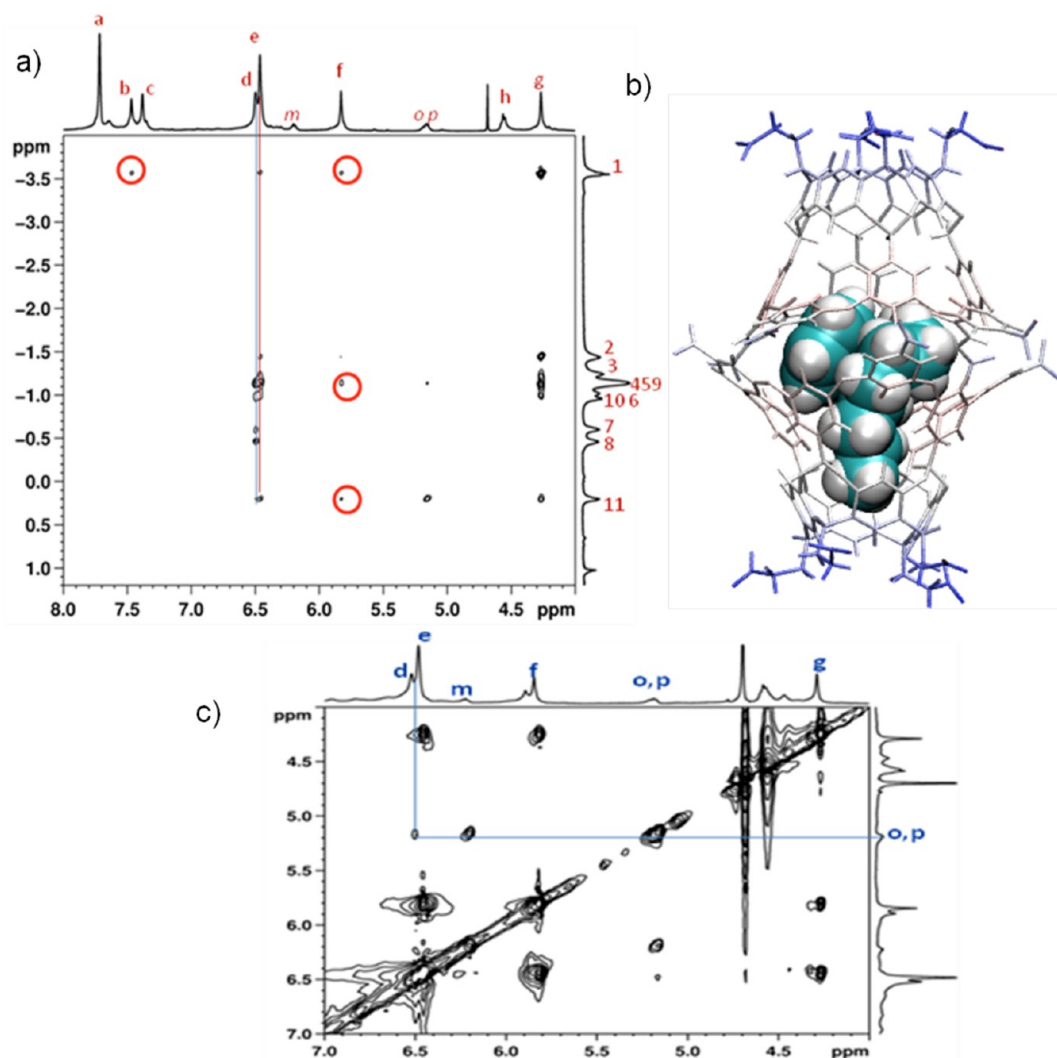 a)
a
b
c
d
e
m
f
o p
h
g
b)
ppm
−3.5
−3.0
−2.5
−2.0
−1.5
−1.0
−0.5
0.0
0.5
1.0
1
2
3
459
10 6
7
8
11
8.0 7.5 7.0 6.5 6.0 5.5 5.0 4.5 ppm
c)
e
d
m
f
o,p
g
ppm
4.5
5.0
5.5
6.0
6.5
7.0
o,p
7.0 6.5 6.0 5.5 5.0 4.5 ppm